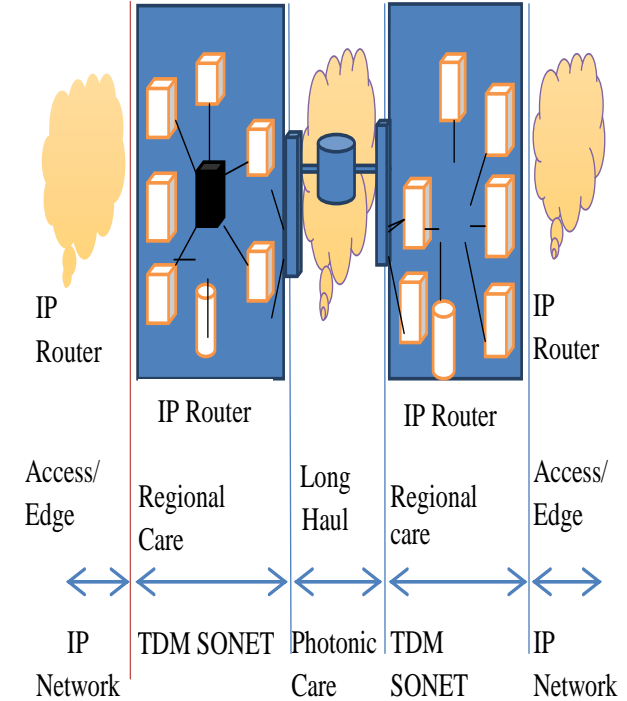 IP
Router
IP Router
IP Router
IP
Router
Access/
Edge
Regional
Care
Long
Haul
Regional
care
Access/
Edge
IP
Network
TDM SONET
Photonic
Care
TDM
SONET
IP
Network